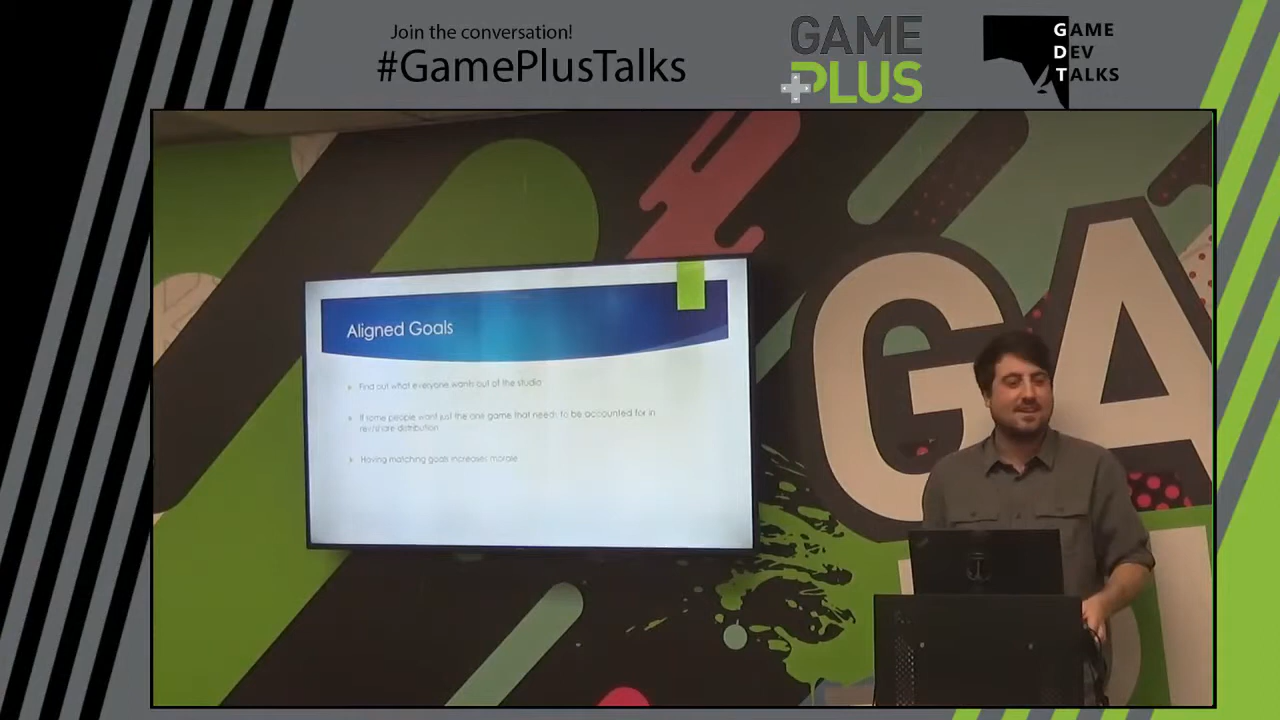 Join the conversation!
#GamePlusTalks
GAME
PLUS
GAME
DEV
TALKS
Aligned Goals
Find out what everyone wants out of the studio
If some people want just the one game that needs to be accounted for in
rev/share distribution
Having matching goals increases morale
GA